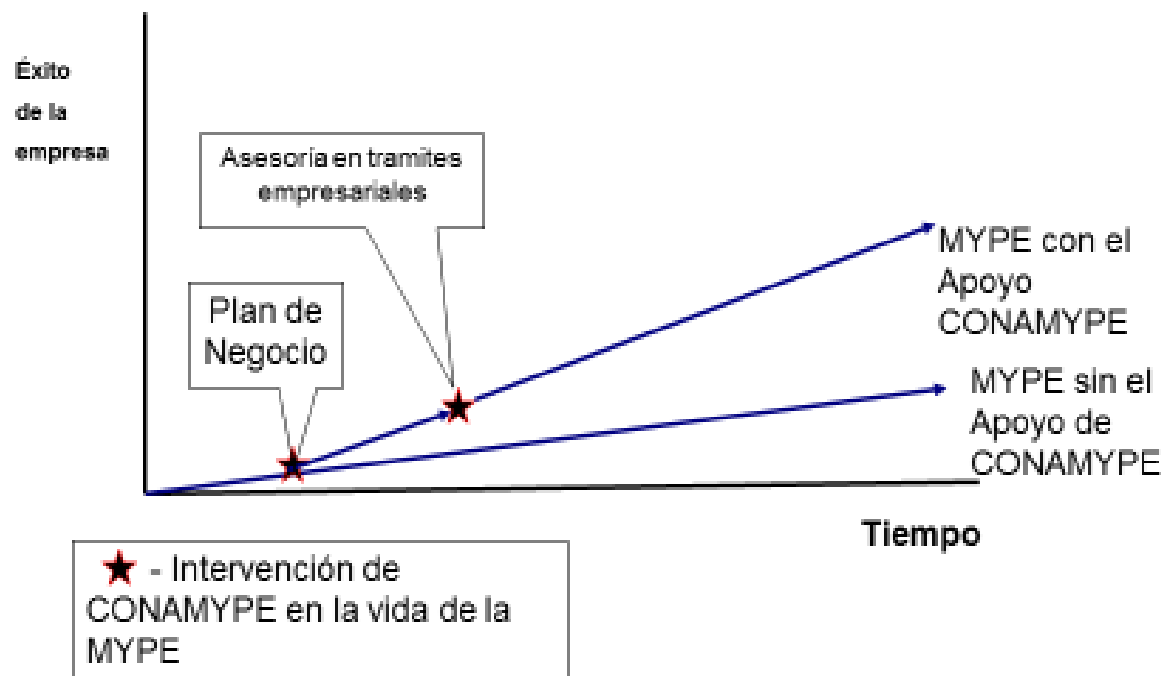 Éxito
de la
empresa
Asesoría en tramites
empresariales
Plan de
Negocio
MYPE con el
Apoyo
CONAMYPE
MYPE sin el
Apoyo de
CONAMYPE
Tiempo
- Intervención de
CONAMYPE en la vida de la
MYPE